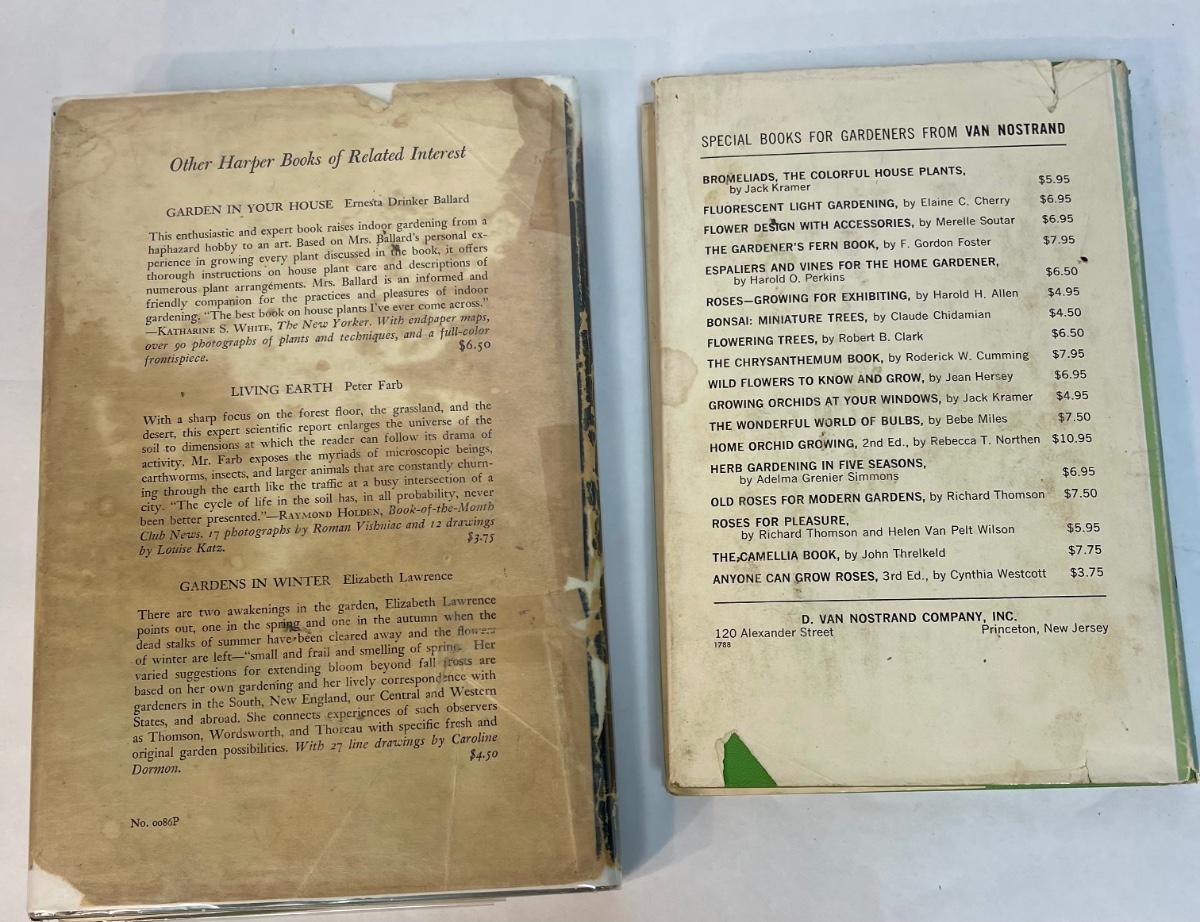 Other Harper Books of Related Interest
GARDEN IN YOUR HOUSE Ernesta Drinker Ballard
This enthusiastic and expert book raises indoor gardening from a
haphazard hobby to an art. Based on Mrs. Ballard's personal ex-
perience in growing every plant discussed in the book, it offers
thorough instructions on house plant care and descriptions of
numerous plant arrangements. Mrs. Ballard is an informed and
friendly companion for the practices and pleasures of indoor
gardening. "The best book on house plants I've ever come across."
—KATHARINE S. WHITE, The New Yorker. With endpaper maps,
over 90 photographs of plants and techniques, and a full-color
frontispiece. $6.50
LIVING EARTH Peter Farb
With a sharp focus on the forest floor, the grassland, and the
desert, this expert scientific report enlarges the universe of the
soil to dimensions at which the reader can follow its drama of
activity. Mr. Farb exposes the myriads of microscopic beings,
earthworms, insects, and larger animals that are constantly churn-
ing through the earth like the traffic at a busy intersection of a
city. "The cycle of life in the soil has, in all probability, never
been better presented."—RAYMOND HOLDEN, Book-of-the-Month
Club News. 17 photographs by Roman Vishniac and 12 drawings
by Louise Katz. $3.75
GARDENS IN WINTER Elizabeth Lawrence
There are two awakenings in the garden, Elizabeth Lawrence
points out, one in the spring and one in the autumn when the
dead stalks of summer have been cleared away and the flowers
of winter are left—"small and frail and smelling of spring. Her
varied suggestions for extending bloom beyond fall frosts are
based on her own gardening and her lively correspondence with
gardeners in the South, New England, our Central and Western
States, and abroad. She connects experiences of such observers
as Thomson, Wordsworth, and Thoreau with specific fresh and
original garden possibilities. With 27 line drawings by Caroline
Dormon. $4.50
No. 0086P
SPECIAL BOOKS FOR GARDENERS FROM VAN NOSTRAND
BROMELIADS, THE COLORFUL HOUSE PLANTS,
by Jack Kramer $5.95
FLUORESCENT LIGHT GARDENING, by Elaine C. Cherry $6.95
FLOWER DESIGN WITH ACCESSORIES, by Merelle Soutar $6.95
THE GARDENER'S FERN BOOK, by F. Gordon Foster $7.95
ESPALIERS AND VINES FOR THE HOME GARDENER,
by Harold O. Perkins $6.50
ROSES—GROWING FOR EXHIBITING, by Harold H. Allen $4.95
BONSAI: MINIATURE TREES, by Claude Chidamian $4.50
FLOWERING TREES, by Robert B. Clark $6.50
THE CHRYSANTHEMUM BOOK, by Roderick W. Cumming $7.95
WILD FLOWERS TO KNOW AND GROW, by Jean Hersey $6.95
GROWING ORCHIDS AT YOUR WINDOWS, by Jack Kramer $4.95
THE WONDERFUL WORLD OF BULBS, by Bebe Miles $7.50
HOME ORCHID GROWING, 2nd Ed., by Rebecca T. Northen $10.95
HERB GARDENING IN FIVE SEASONS,
by Adelma Grenier Simmons $6.95
OLD ROSES FOR MODERN GARDENS, by Richard Thomson $7.50
ROSES FOR PLEASURE,
by Richard Thomson and Helen Van Pelt Wilson $5.95
THE CAMELLIA BOOK, by John Threlkeld $7.75
ANYONE CAN GROW ROSES, 3rd Ed., by Cynthia Westcott $3.75
D. VAN NOSTRAND COMPANY, INC.
120 Alexander Street Princeton, New Jersey
1788